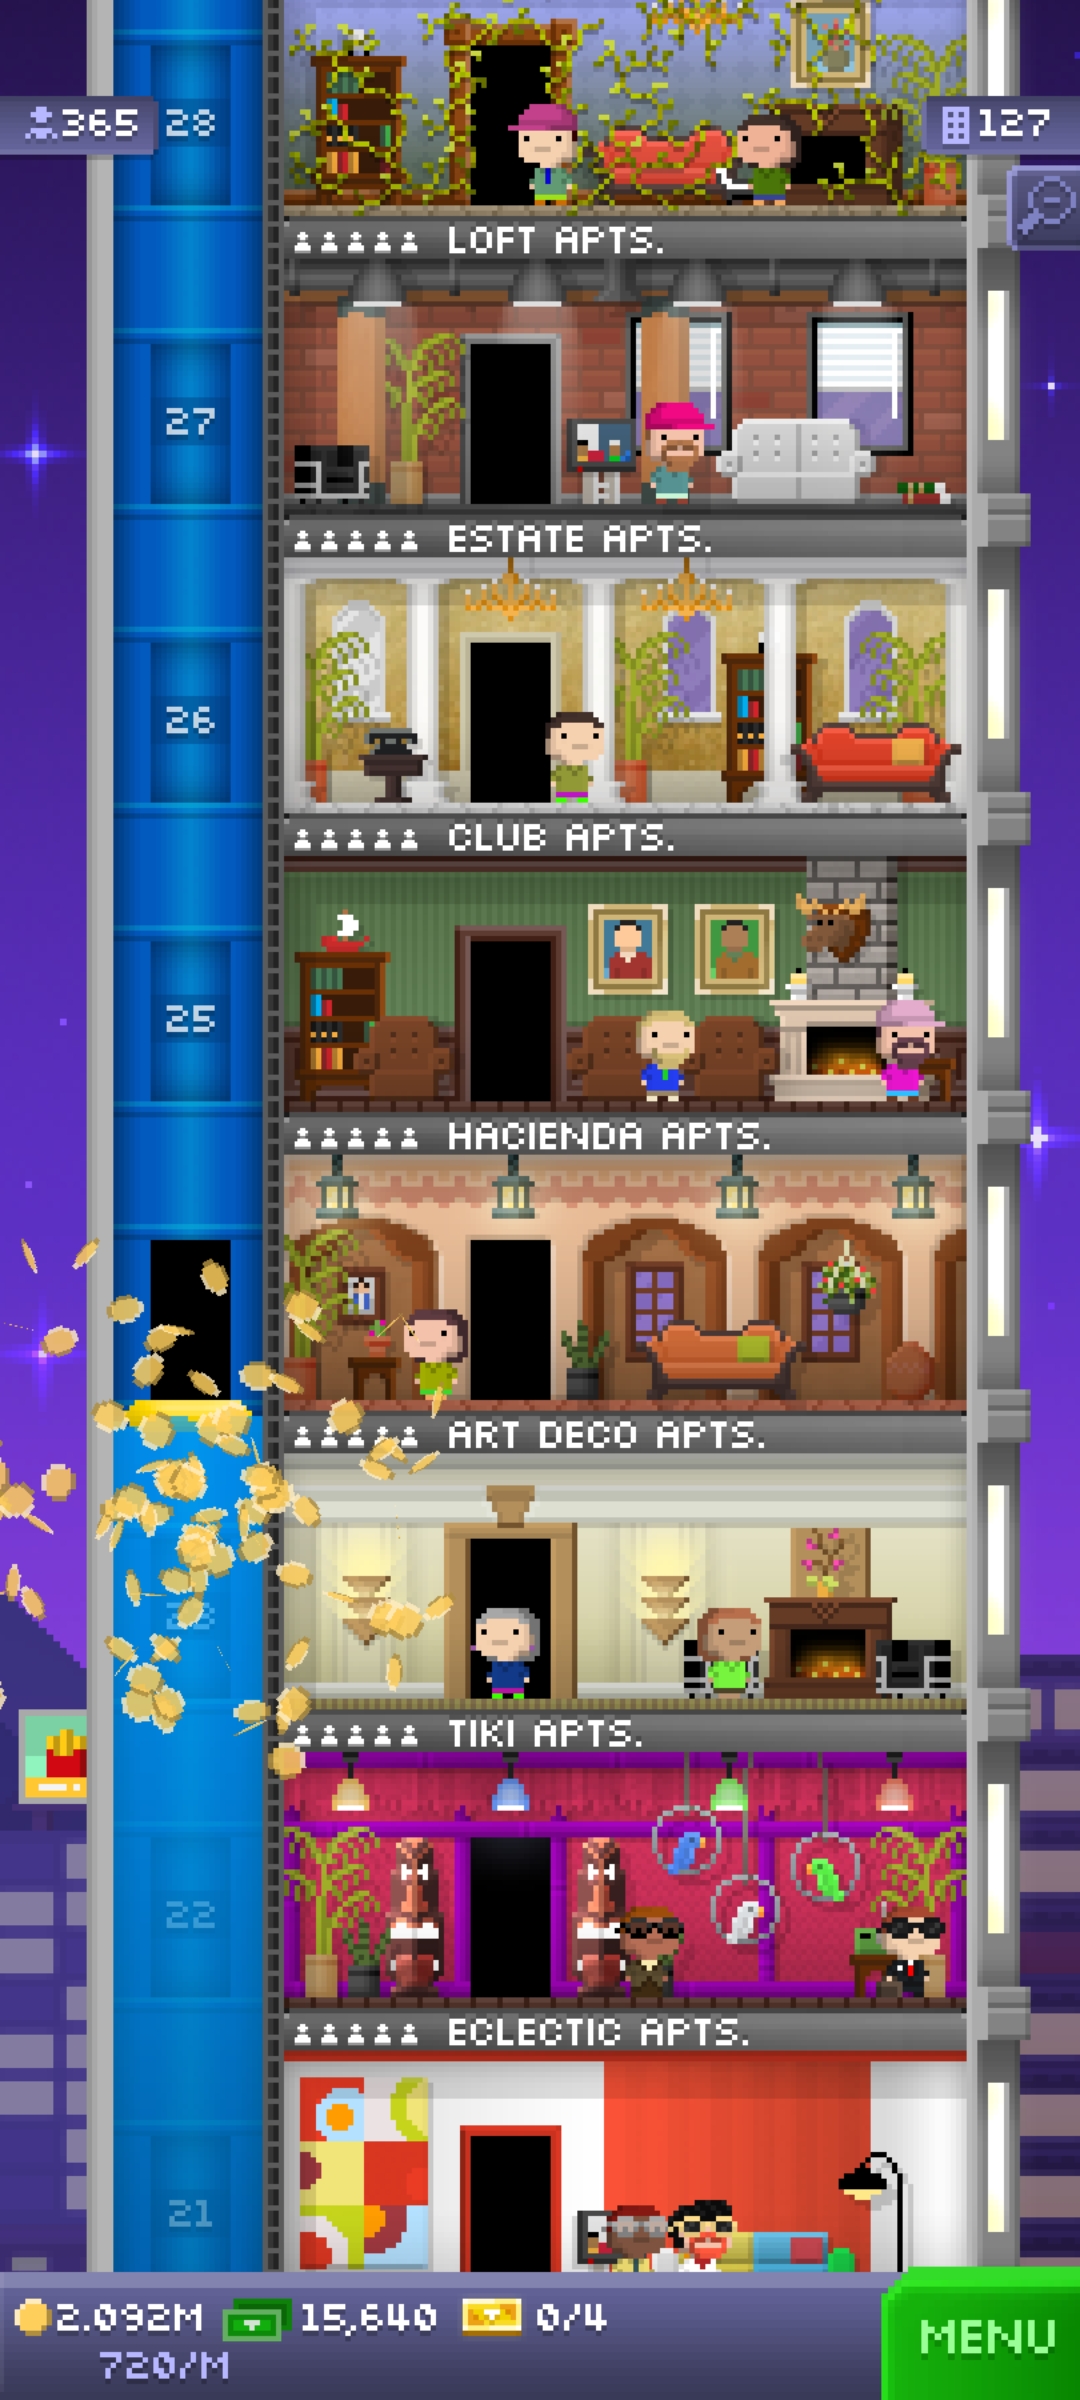 365
28
127
LOFT APTS.
27
ESTATE APTS.
26
CLUB APTS.
25
HACIENDA APTS.
ART DECO APTS.
23
TIKI APTS.
22
ECLECTIC APTS.
21
2.092M 15,640 0/4
720/M
MENU